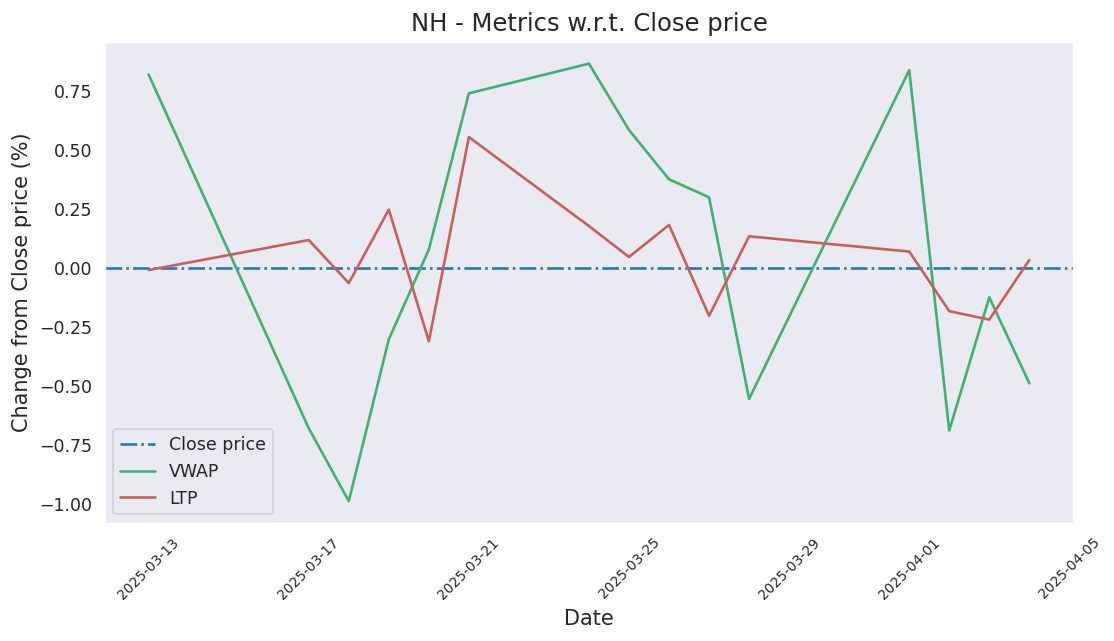 NH - Metrics w.r.t. Close price
Change from Close price (%)
0.75
0.50
0.25
0.00
−0.25
−0.50
−0.75
−1.00
Close price
VWAP
LTP
2025-03-13
2025-03-17
2025-03-21
2025-03-25
2025-03-29
2025-04-01
2025-04-05
Date